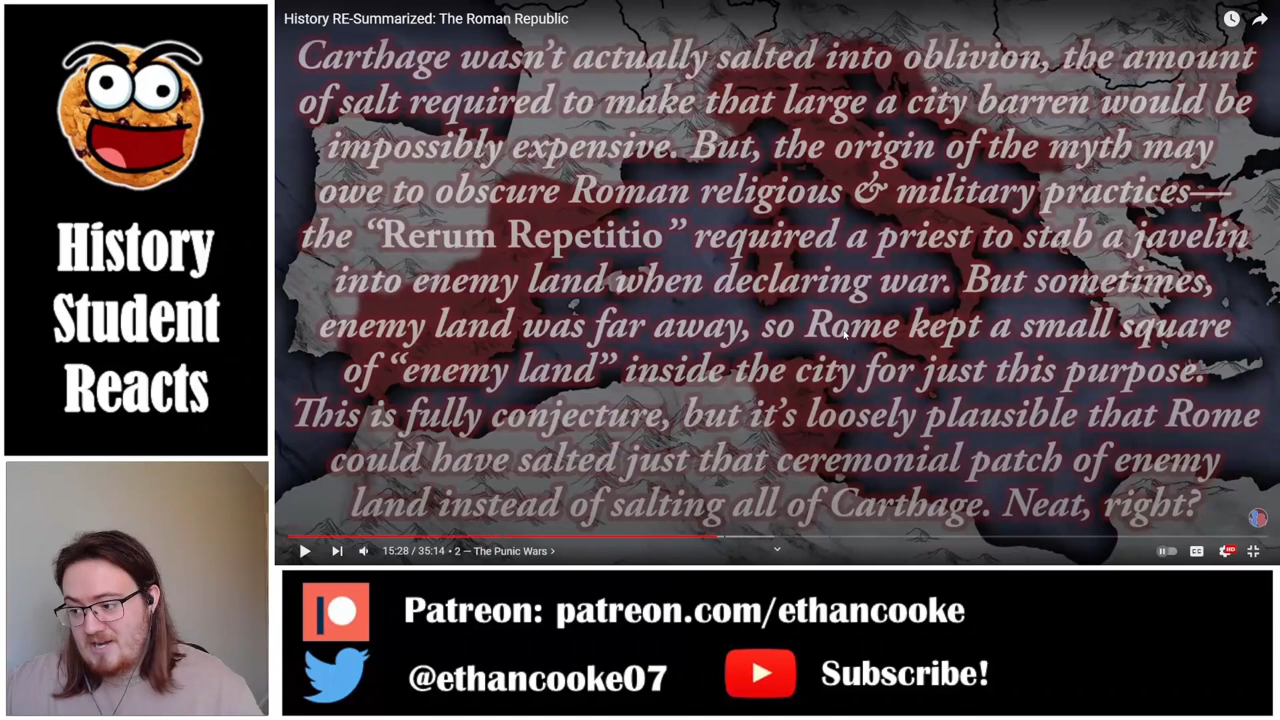 History
Student
Reacts
History RE-Summarized: The Roman Republic
Carthage wasn't actually salted into oblivion, the amount
of salt required to make that large a city barren would be
impossibly expensive. But, the origin of the myth may
owe to obscure Roman religious & military practices—
the “Rerum Repetitio” required a priest to stab a javelin
into enemy land when declaring war. But sometimes,
enemy land was far away, so Rome kept a small square
of “enemy land” inside the city for just this purpose.
This is fully conjecture, but it's loosely plausible that Rome
could have salted just that ceremonial patch of enemy
land instead of salting all of Carthage. Neat, right?
15:28 / 35:14 • 2 — The Punic Wars >
CC
HD
Patreon: patreon.com/ethancooke
@ethancooke07
Subscribe!